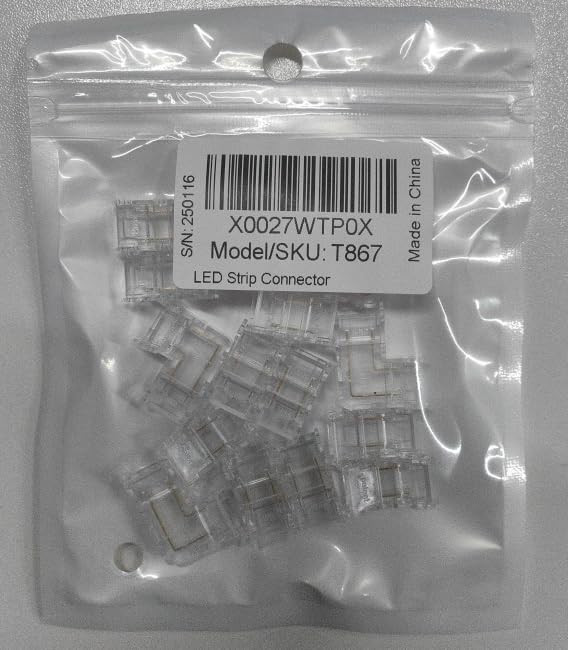 S/N: 250116
X0027WTP0X
Model/SKU: T867
LED Strip Connector
Made in China